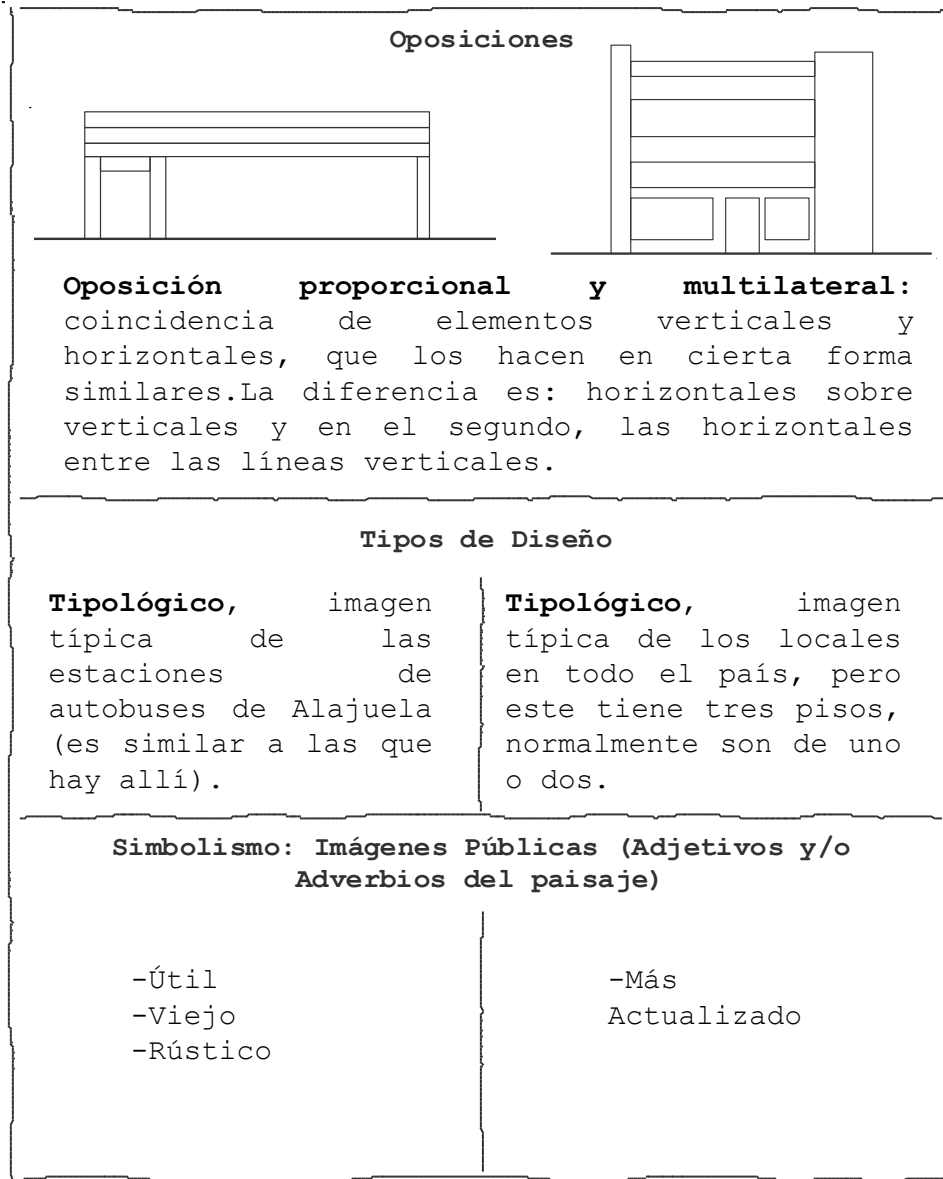 Oposiciones
Oposición proporcional y multilateral:
coincidencia de elementos verticales y
horizontales, que los hacen en cierta forma
similares.La diferencia es: horizontales sobre
verticales y en el segundo, las horizontales
entre las líneas verticales.
Tipos de Diseño
Tipológico, imagen
típica de las
estaciones de
autobuses de Alajuela
(es similar a las que
hay allí).
Tipológico, imagen
típica de los locales
en todo el país, pero
este tiene tres pisos,
normalmente son de uno
o dos.
Simbolismo: Imágenes Públicas (Adjetivos y/o
Adverbios del paisaje)
-Útil
-Viejo
-Rústico
-Más
Actualizado